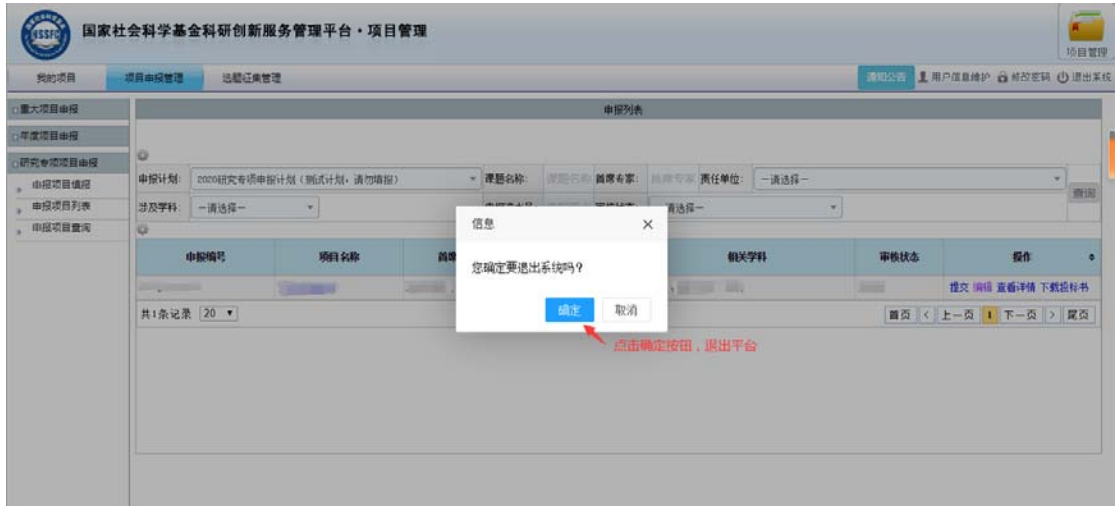 NSSFC
国家社会科学基金科研创新服务管理平台·项目管理
项目管理
我的项目 项目申报管理 选题征集管理 通知公告 用户信息维护 修改密码 退出系统
重大项目申报
年度项目申报
研究专项项目申报
申报项目填报
申报项目列表
申报项目查询
申报列表
申报计划: 2020研究专项申报计划(测试计划,请勿填报) 课题名称: 课题名称 首席专家: 首席专家 责任单位: --请选择--
查询
涉及学科: --请选择-- 请选择--
申报编号 项目名称 相关学科 审核状态 操作
提交 编辑 查看详情 下载投标书
共1条记录 20 首页 < 上一页 1 下一页 > 尾页
信息
您确定要退出系统吗?
确定 取消
点击确定按钮,退出平台